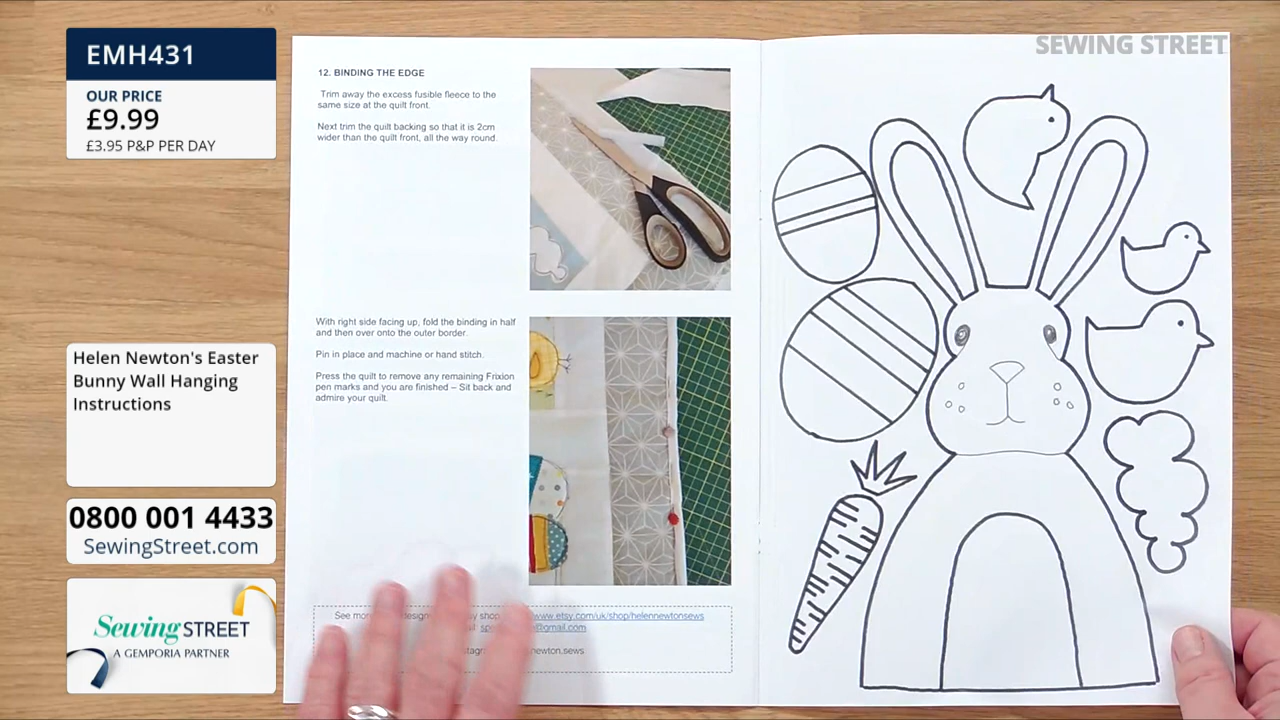 EMH431
OUR PRICE
£9.99
£3.95 P&P PER DAY
Helen Newton's Easter
Bunny Wall Hanging
Instructions
0800 001 4433
SewingStreet.com
Sewing STREET
A GEMPORIA PARTNER
12. BINDING THE EDGE
Trim away the excess fusible fleece to the
same size at the quilt front.
Next trim the quilt backing so that it is 2cm
wider than the quilt front, all the way round.
With right side facing up, fold the binding in half
and then over onto the outer border.
Pin in place and machine or hand stitch.
Press the quilt to remove any remaining Frixion
pen marks and you are finished – Sit back and
admire your quilt.
See
www.etsy.com/uk/shop/helennewtonsews
@gmail.com
newton.sews
SEWING STREET